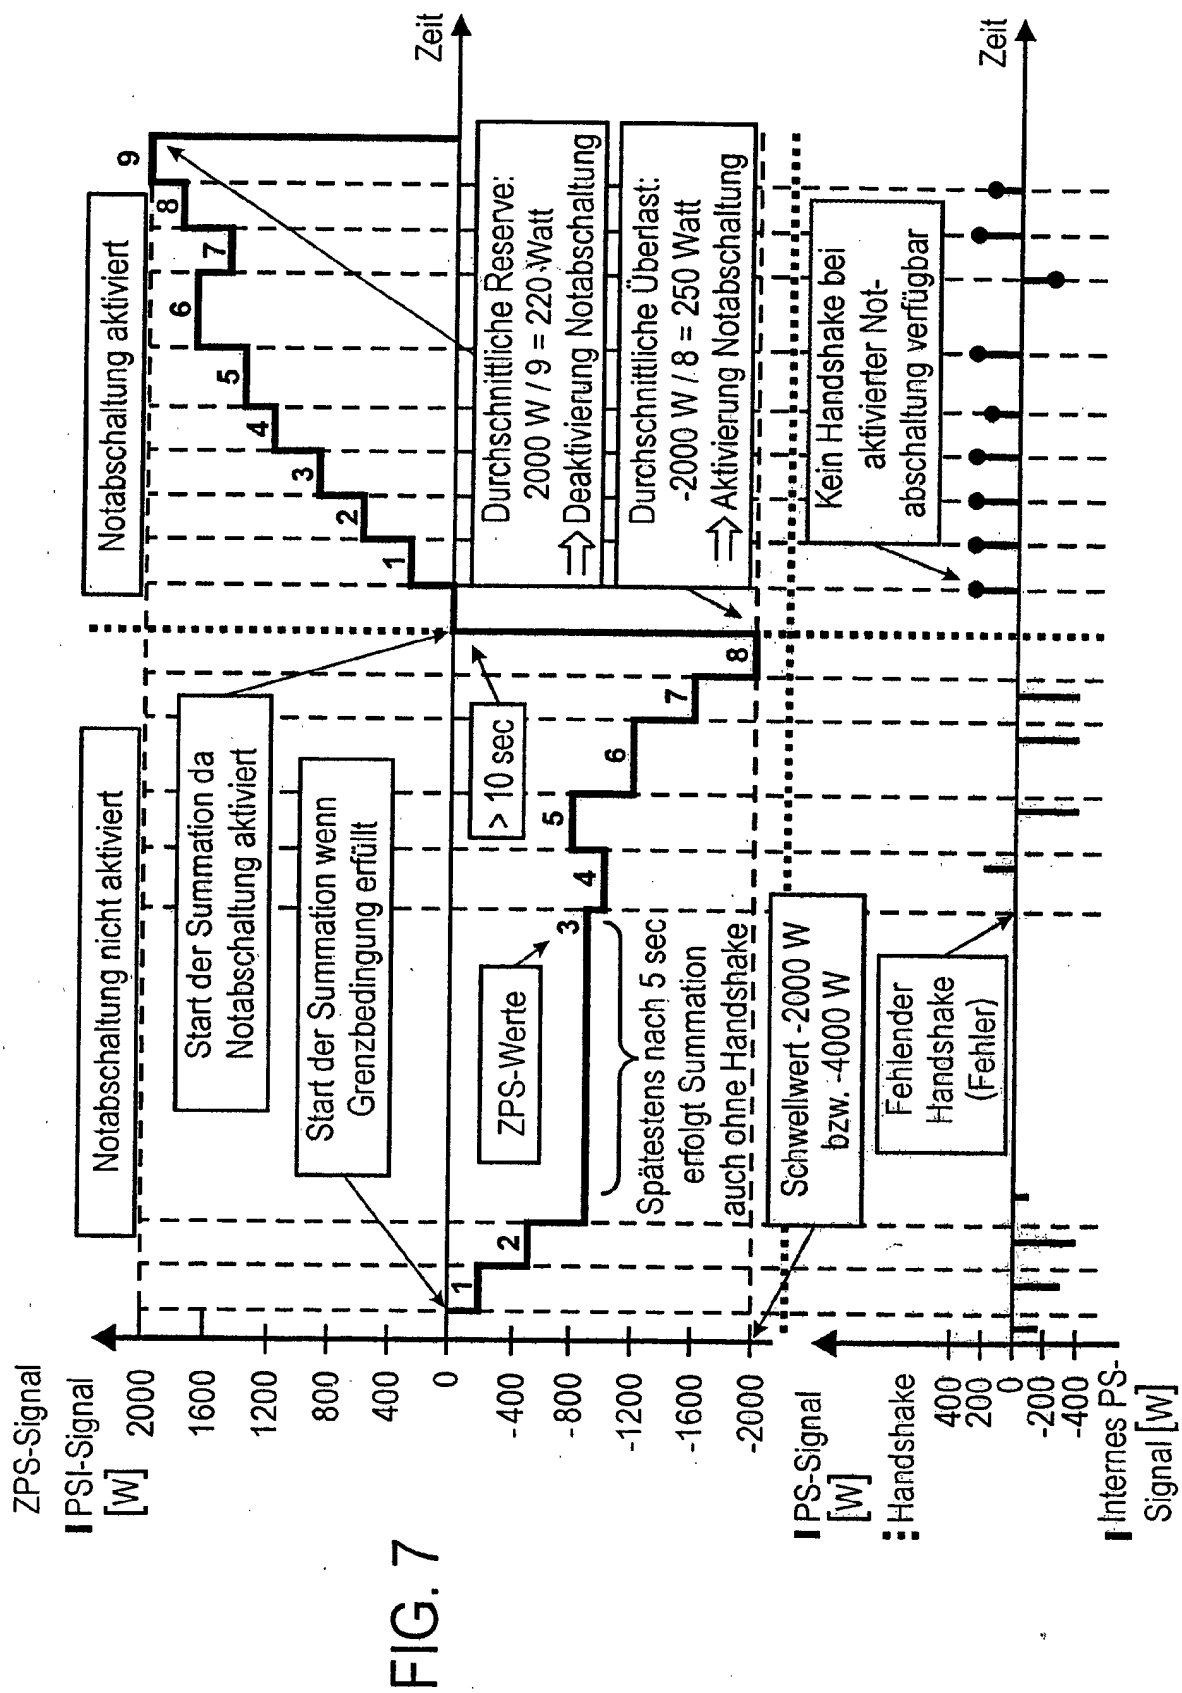 ZPS-Signal
PSI-Signal
[W]
2000
1600
1200
800
400
0
-400
-800
-1200
-1600
-2000
Notabschaltung nicht aktiviert
Notabschaltung aktiviert
Start der Summation da
Notabschaltung aktiviert
Start der Summation wenn
Grenzbedingung erfüllt
> 10 sec
ZPS-Werte
1
2
3
4
5
6
7
8
1
2
3
4
5
6
7
8
9
Zeit
Spätestens nach 5 sec
erfolgt Summation
auch ohne Handshake
Durchschnittliche Reserve:
2000 W / 9 = 220 Watt
⇒ Deaktivierung Notabschaltung
Durchschnittliche Überlast:
-2000 W / 8 = 250 Watt
⇒ Aktivierung Notabschaltung
Schwellwert -2000 W
bzw. -4000 W
Fehlender
Handshake
(Fehler)
Kein Handshake bei
aktivierter Not-
abschaltung verfügbar
PS-Signal
[W]
Handshake
400
200
0
-200
-400
Internes PS-
Signal [W]
Zeit
FIG. 7